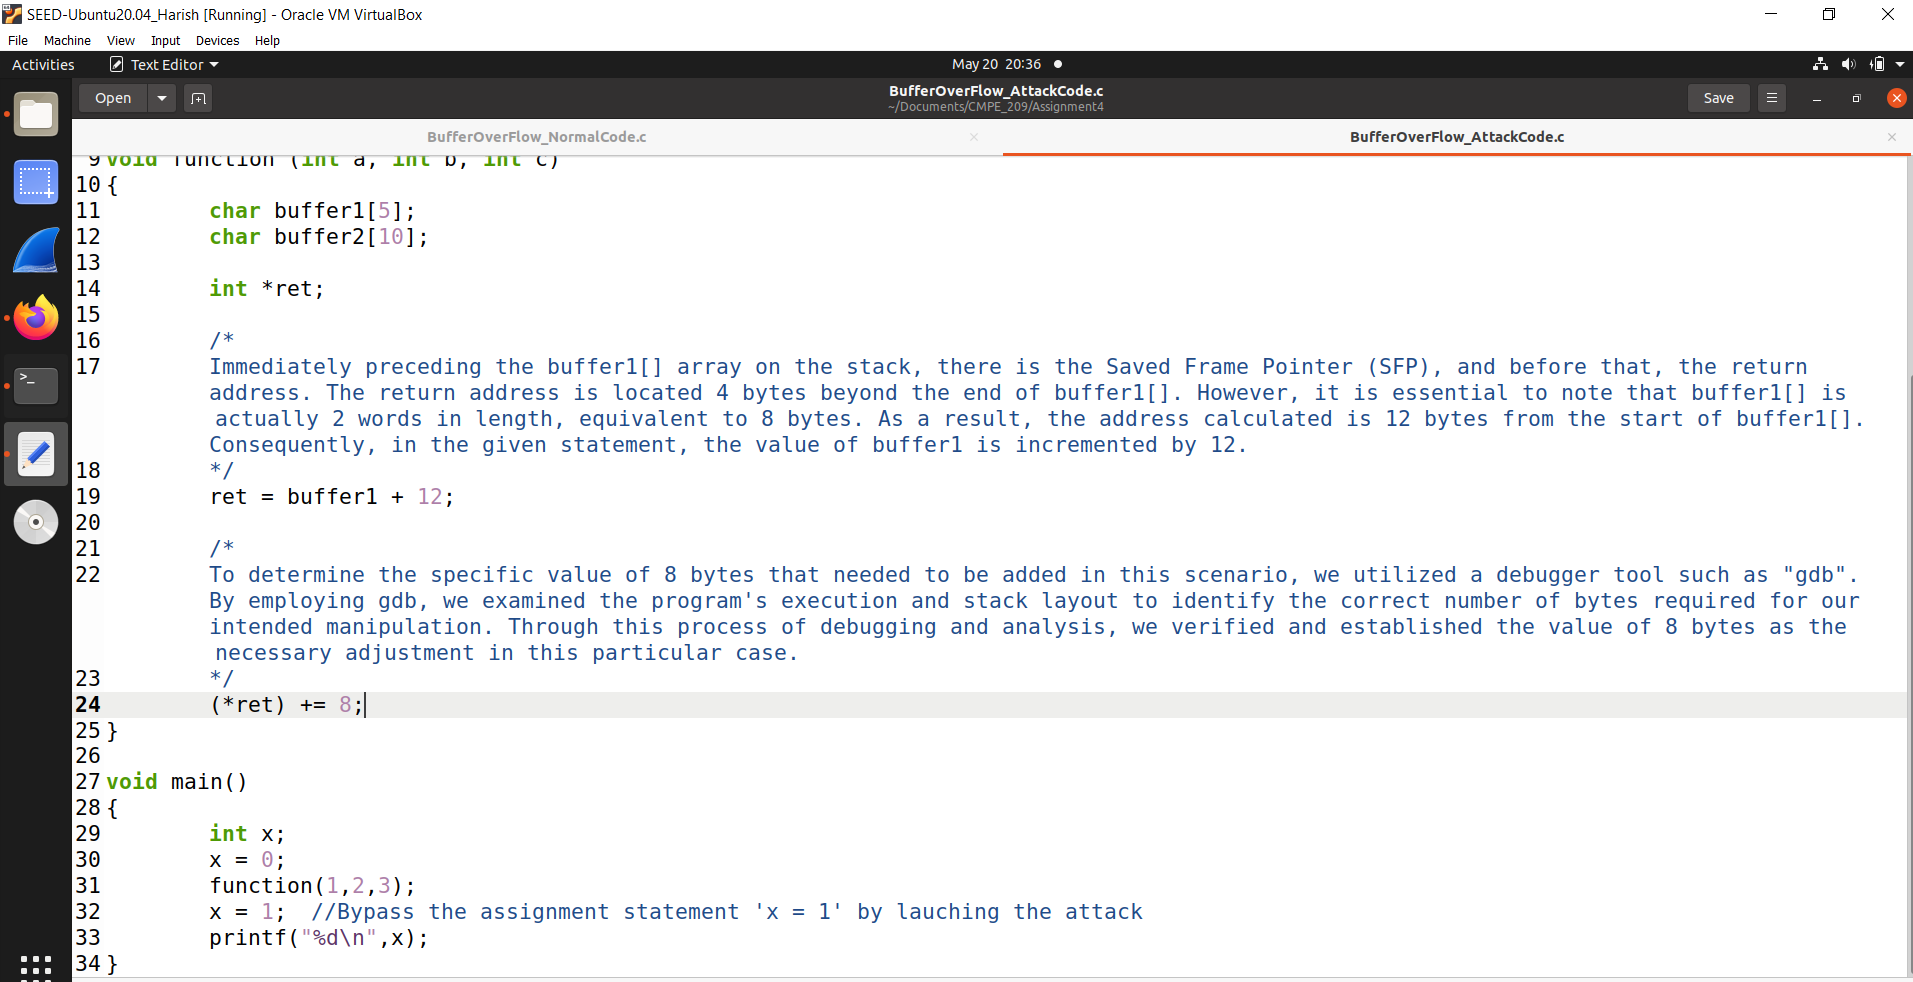 SEED-Ubuntu20.04_Harish [Running] - Oracle VM VirtualBox
File Machine View Input Devices Help
Activities Text Editor May 20 20:36
Open BufferOverFlow_AttackCode.c Save
~/Documents/CMPE_209/Assignment4
BufferOverFlow_NormalCode.c × BufferOverFlow_AttackCode.c ×
9 void function (int a, int b, int c)
10 {
11 char buffer1[5];
12 char buffer2[10];
13
14 int *ret;
15
16 /*
17 Immediately preceding the buffer1[] array on the stack, there is the Saved Frame Pointer (SFP), and before that, the return
address. The return address is located 4 bytes beyond the end of buffer1[]. However, it is essential to note that buffer1[] is
actually 2 words in length, equivalent to 8 bytes. As a result, the address calculated is 12 bytes from the start of buffer1[].
Consequently, in the given statement, the value of buffer1 is incremented by 12.
18 */
19 ret = buffer1 + 12;
20
21 /*
22 To determine the specific value of 8 bytes that needed to be added in this scenario, we utilized a debugger tool such as "gdb".
By employing gdb, we examined the program's execution and stack layout to identify the correct number of bytes required for our
intended manipulation. Through this process of debugging and analysis, we verified and established the value of 8 bytes as the
necessary adjustment in this particular case.
23 */
24 (*ret) += 8;
25 }
26
27 void main()
28 {
29 int x;
30 x = 0;
31 function(1,2,3);
32 x = 1; //Bypass the assignment statement 'x = 1' by lauching the attack
33 printf("%d\n",x);
34 }